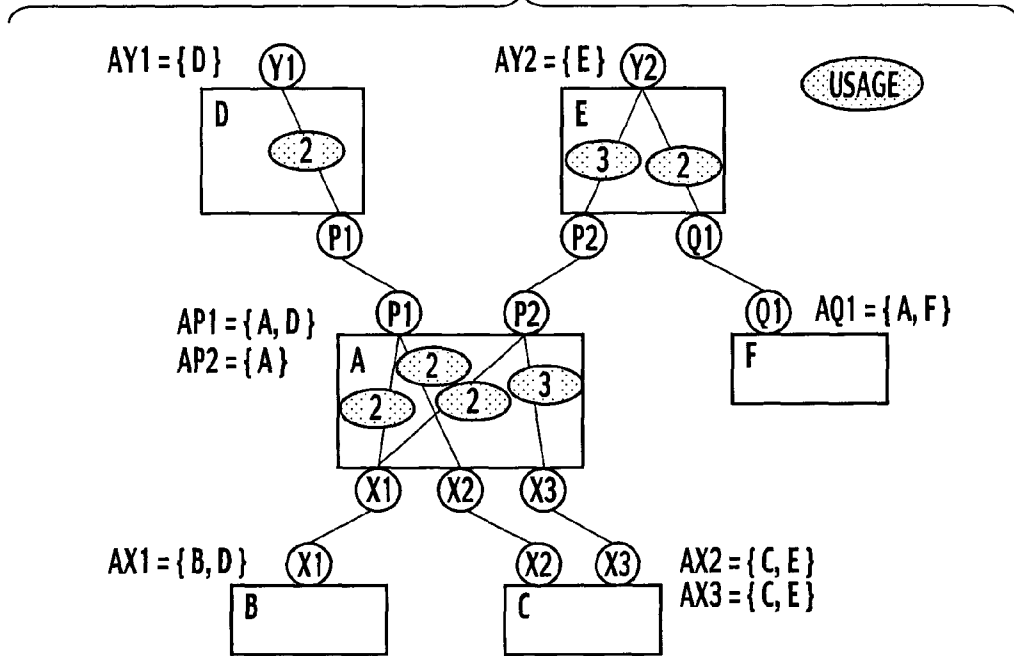 AY1 = { D }
Y1
AY2 = { E }
Y2
USAGE
D
2
E
3
2
P1
P2
Q1
AP1 = { A, D }
AP2 = { A }
P1
P2
Q1
AQ1 = { A, F }
A
2
2
2
3
F
X1
X2
X3
AX1 = { B, D }
X1
X2
X3
AX2 = { C, E }
AX3 = { C, E }
B
C